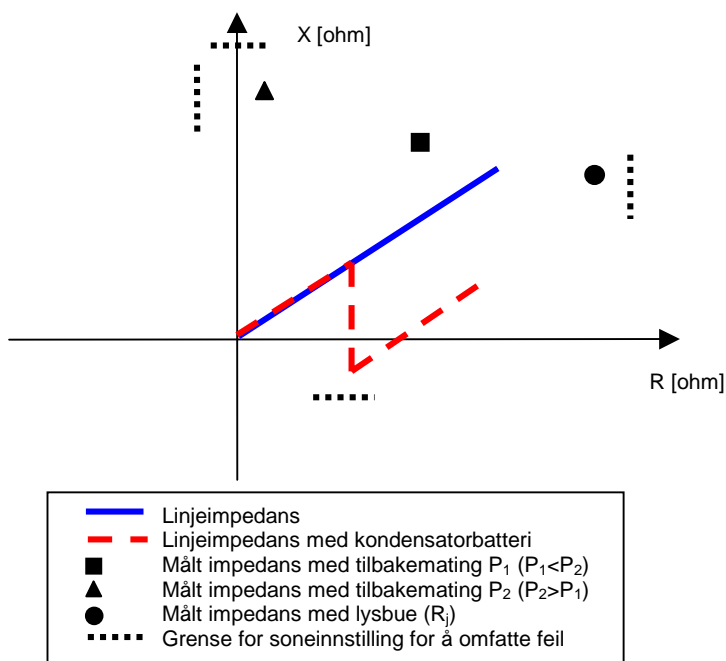 X [ohm]
R [ohm]
Linjeimpedans
Linjeimpedans med kondensatorbatteri
Målt impedans med tilbakemating P₁ (P₁<P₂)
Målt impedans med tilbakemating P₂ (P₂>P₁)
Målt impedans med lysbue (Rⱼ)
Grense for soneinnstilling for å omfatte feil